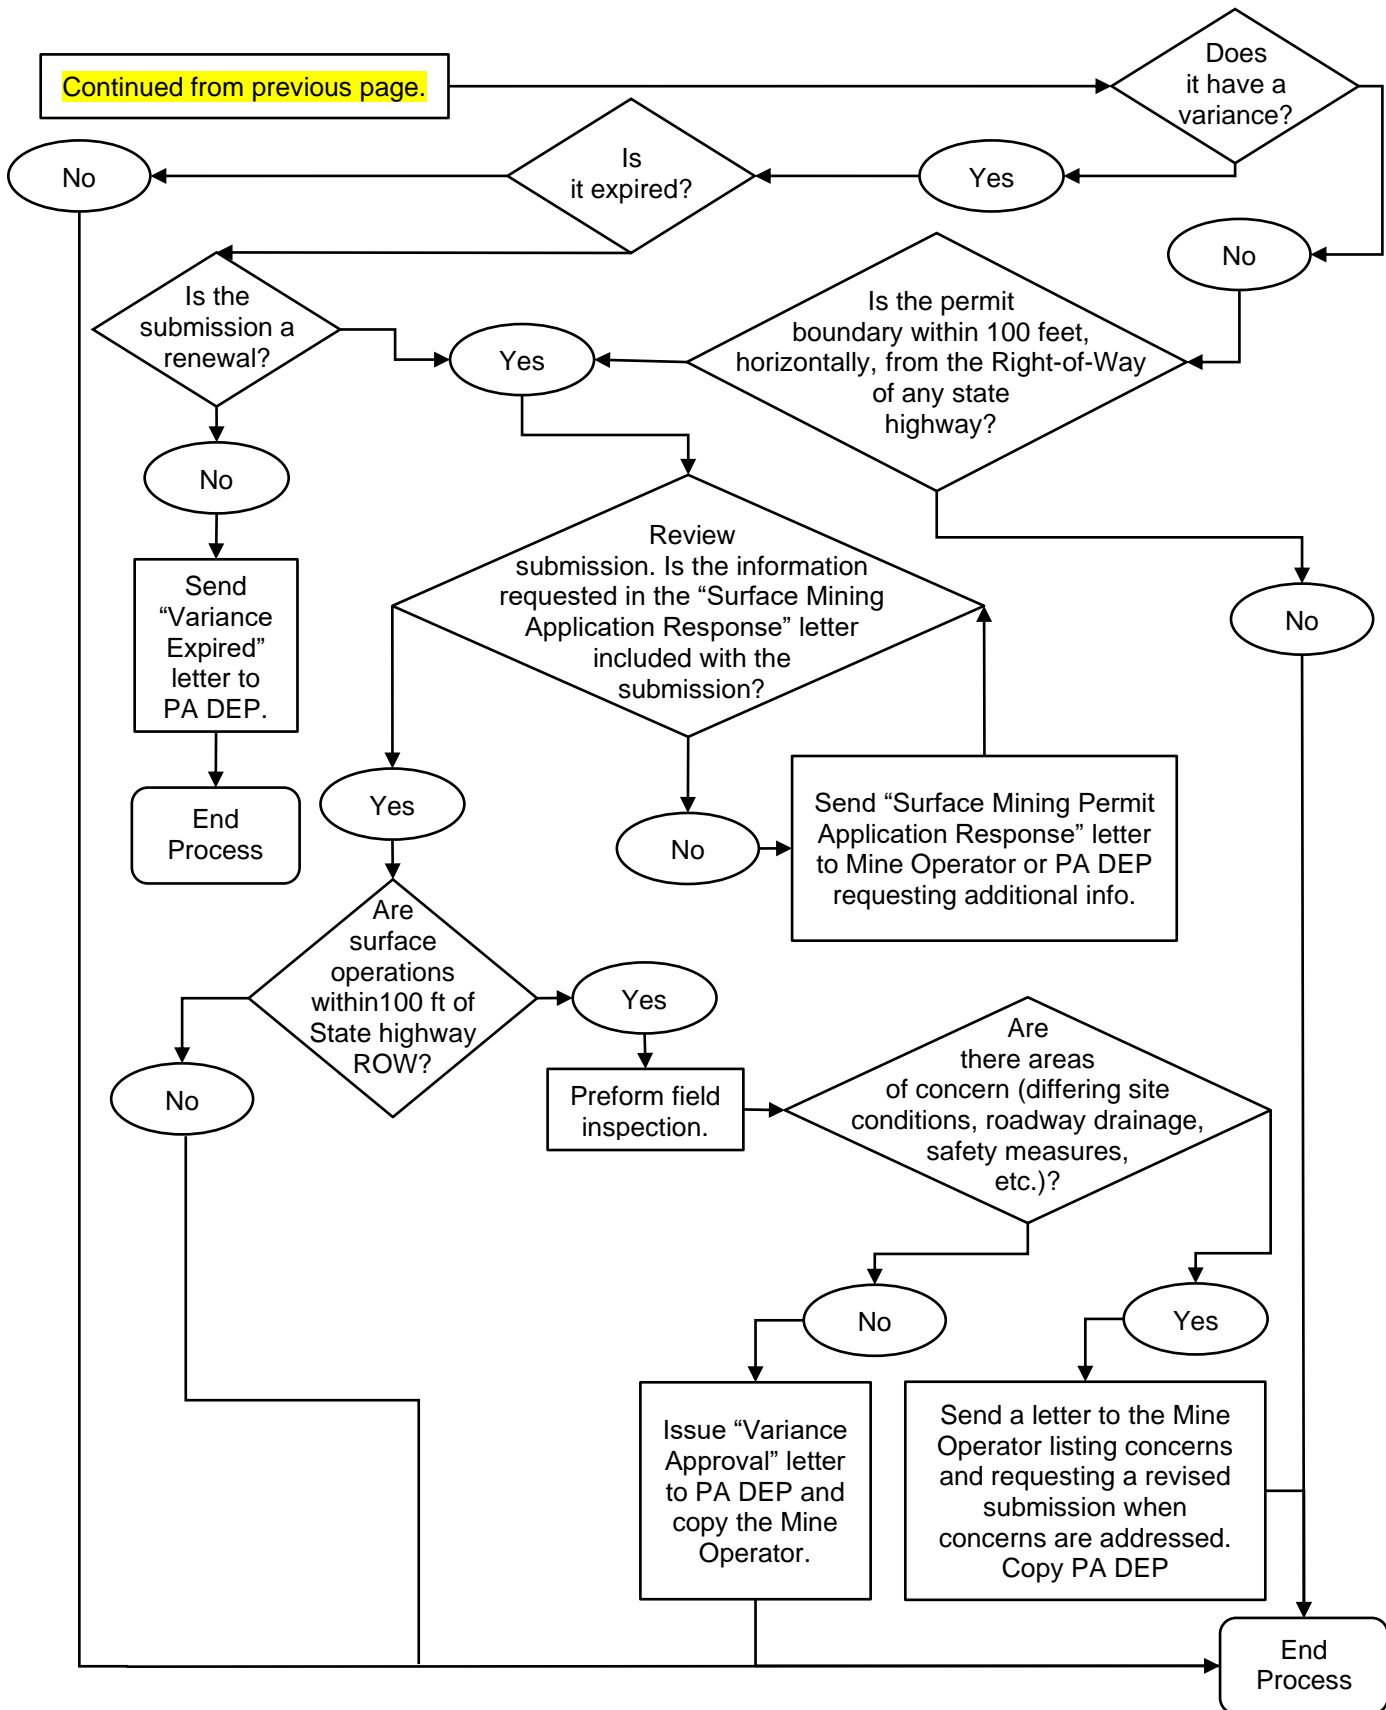 Continued from previous page.
Does
it have a
variance?
No
Is
it expired?
Yes
No
Is the
submission a
renewal?
Yes
Is the permit
boundary within 100 feet,
horizontally, from the Right-of-Way
of any state
highway?
No
Review
submission. Is the information
requested in the “Surface Mining
Application Response” letter
included with the
submission?
No
Send
“Variance
Expired”
letter to
PA DEP.
End
Process
Yes
No
Send “Surface Mining Permit
Application Response” letter
to Mine Operator or PA DEP
requesting additional info.
Are
surface
operations
within100 ft of
State highway
ROW?
Yes
No
Preform field
inspection.
Are
there areas
of concern (differing site
conditions, roadway drainage,
safety measures,
etc.)?
No
Yes
Issue “Variance
Approval” letter
to PA DEP and
copy the Mine
Operator.
Send a letter to the Mine
Operator listing concerns
and requesting a revised
submission when
concerns are addressed.
Copy PA DEP
End
Process